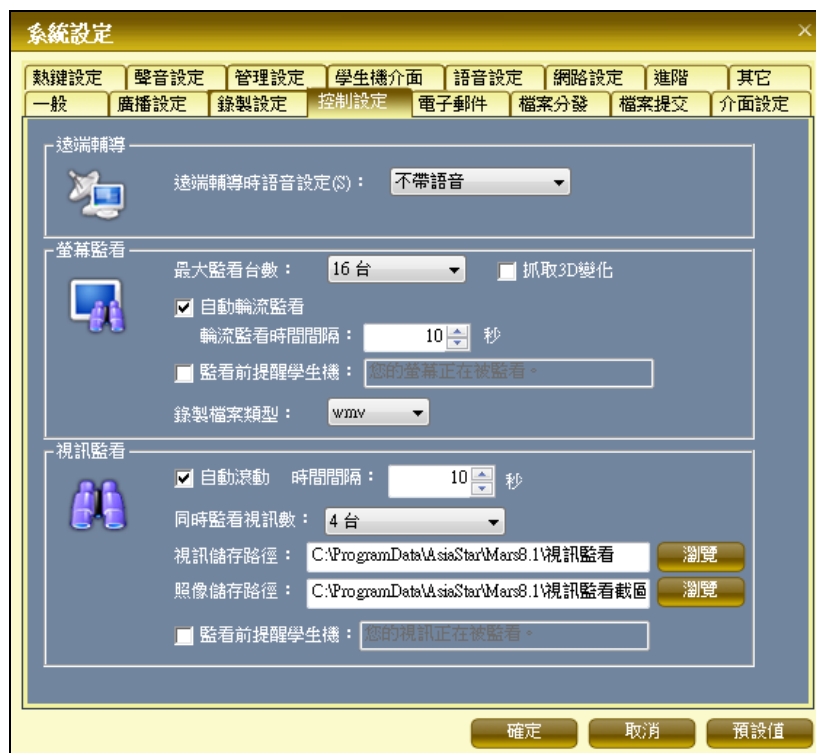 系統設定
熱鍵設定 聲音設定 管理設定 學生機介面 語音設定 網路設定 進階 其它
一般 廣播設定 錄製設定 控制設定 電子郵件 檔案分發 檔案提交 介面設定
遠端輔導
遠端輔導時語音設定(S)： 不帶語音
螢幕監看
最大監看台數： 16 台 抓取3D變化
自動輪流監看
輪流監看時間間隔： 10 秒
監看前提醒學生機： 您的螢幕正在被監看。
錄製檔案類型： wmv
視訊監看
自動滾動 時間間隔： 10 秒
同時監看視訊數： 4 台
視訊儲存路徑： C:\ProgramData\AsiaStar\Mars8.1\視訊監看 瀏覽
照像儲存路徑： C:\ProgramData\AsiaStar\Mars8.1\視訊監看截圖 瀏覽
監看前提醒學生機： 您的視訊正在被監看。
確定 取消 預設值